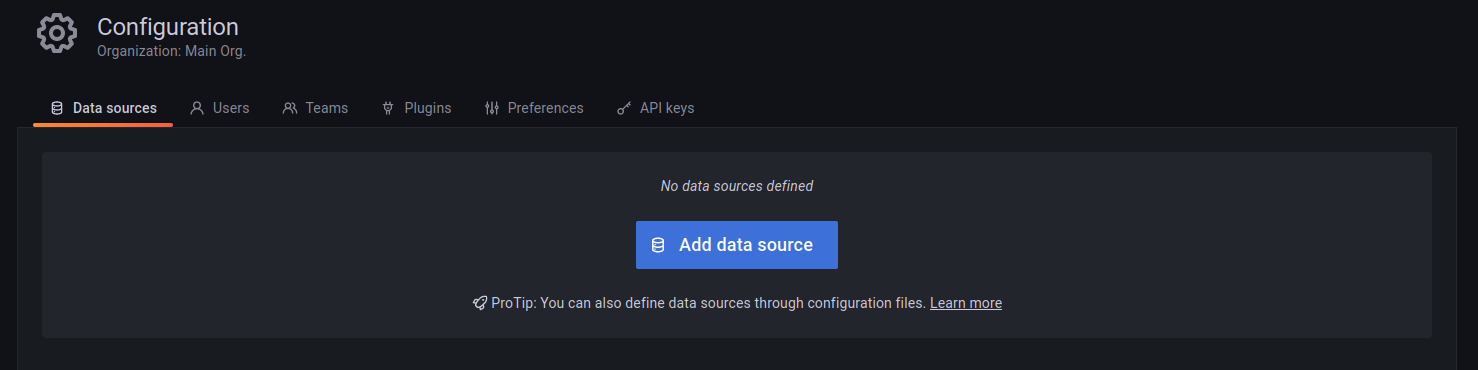 Configuration
Organization: Main Org.
Data sources Users Teams Plugins Preferences API keys
No data sources defined
Add data source
ProTip: You can also define data sources through configuration files. Learn more